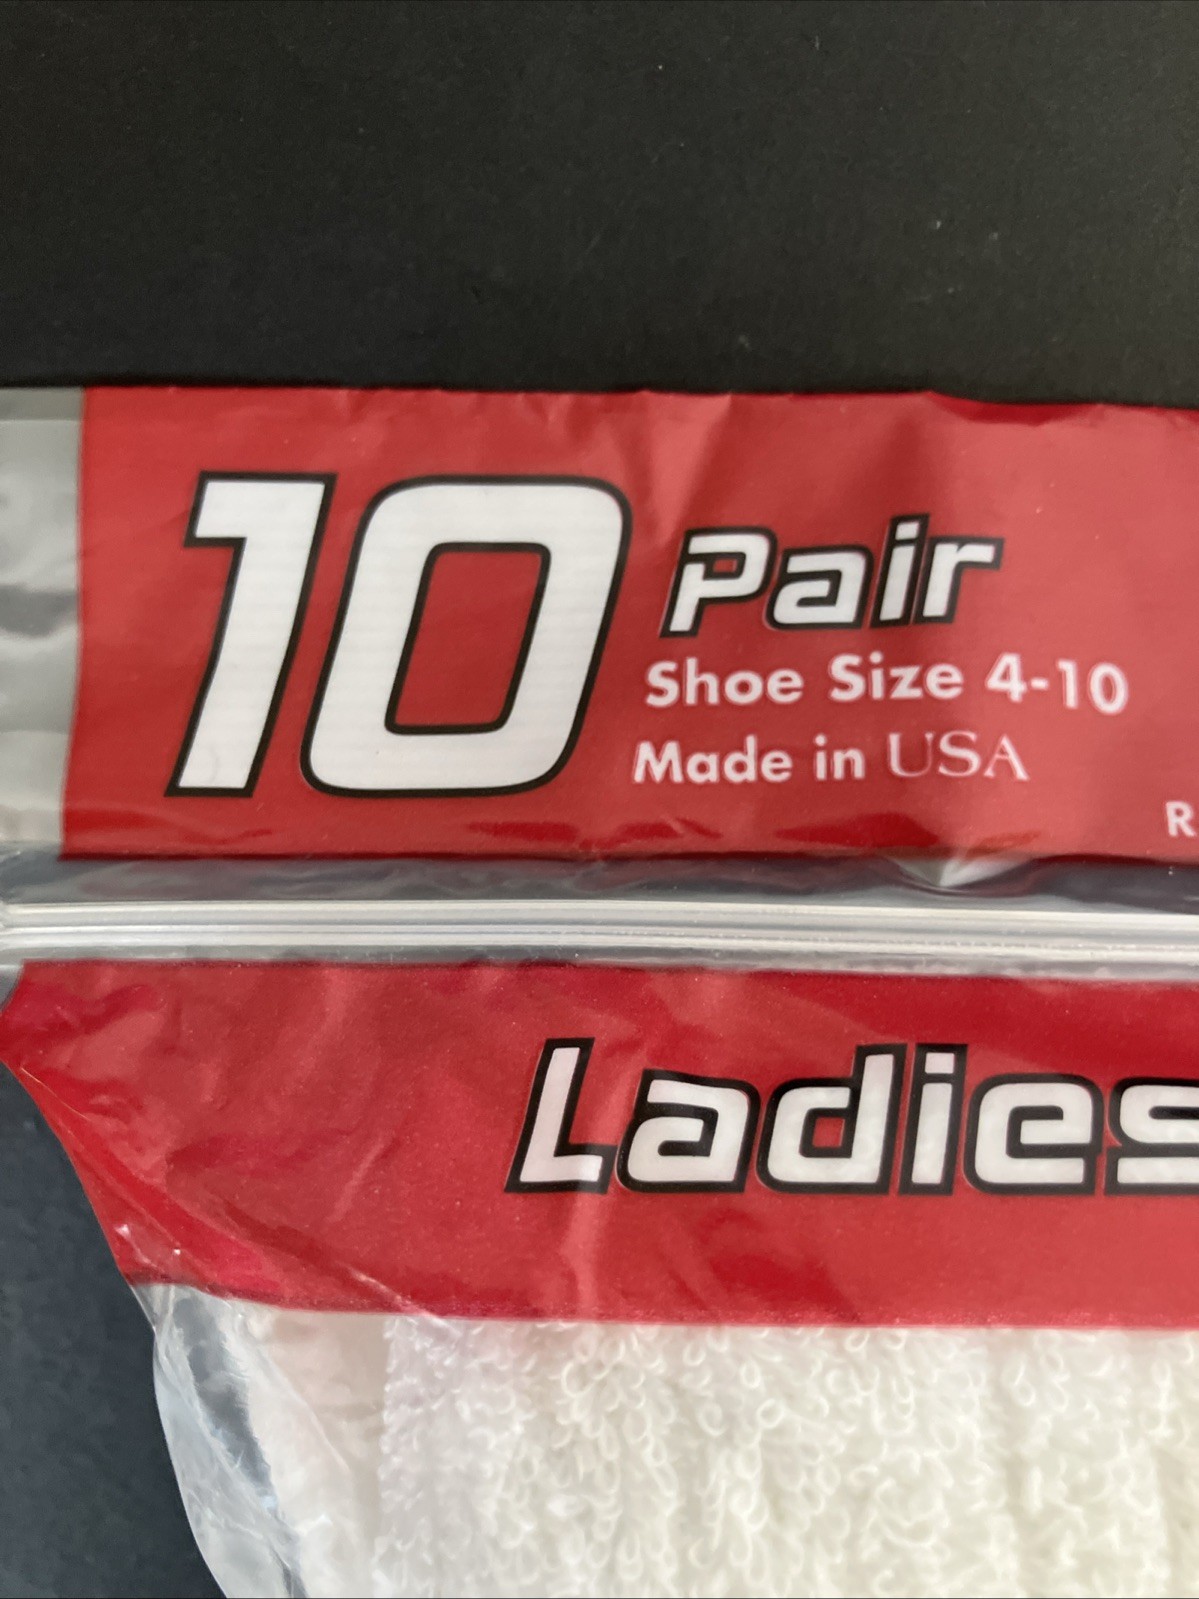 10 Pair
Shoe Size 4-10
Made in USA
R
Ladies